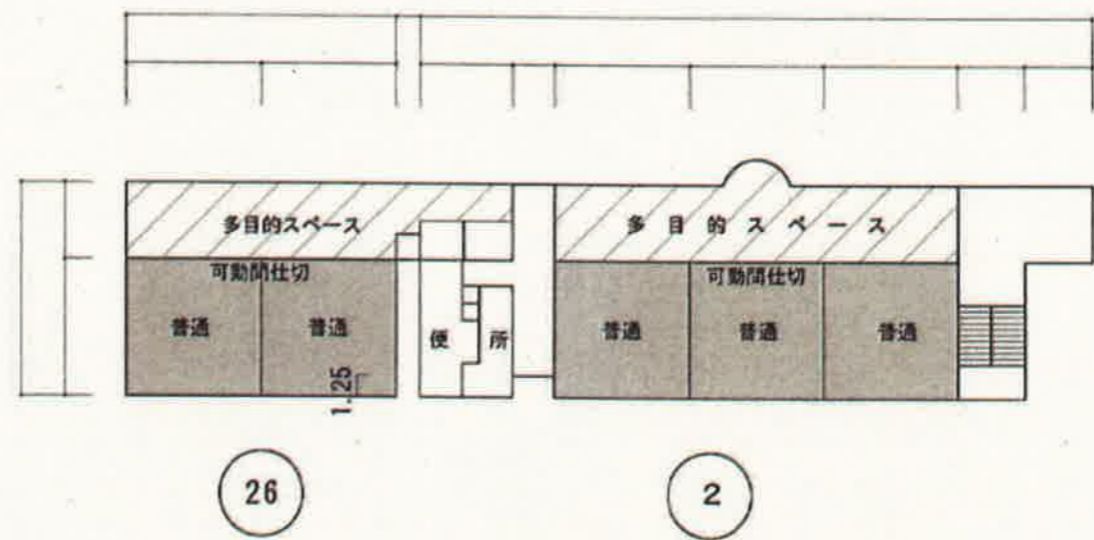 多目的スペース
多目的スペース
可動間仕切
可動間仕切
普通
普通
便所
普通
普通
普通
1.25
26
2